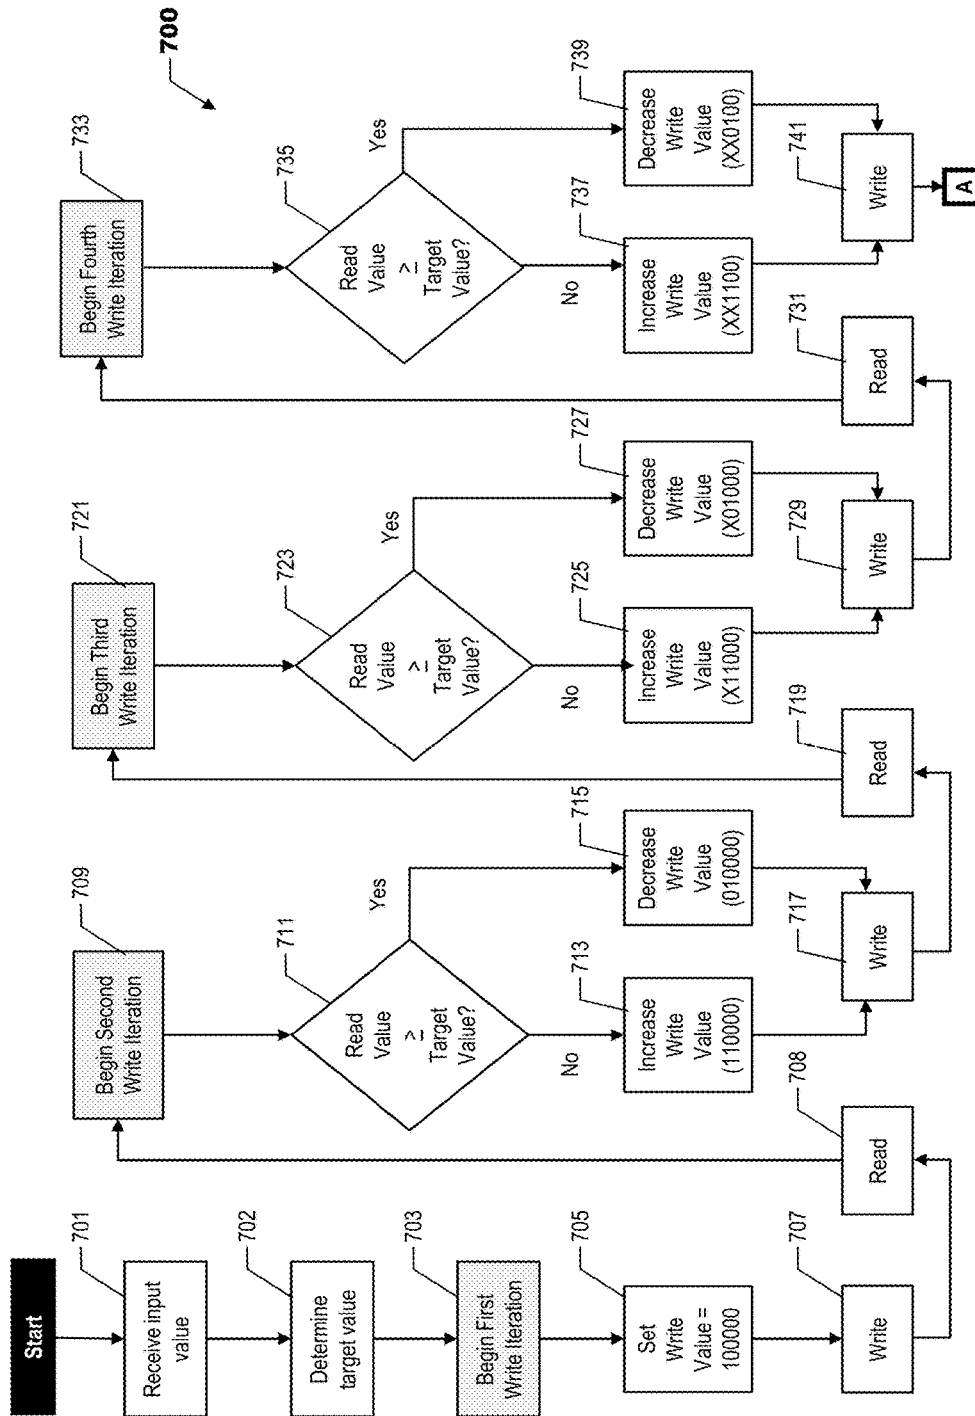 700
Start
701
Receive input
value
702
Determine
target value
703
Begin First
Write Iteration
705
Set
Write
Value =
100000
707
Write
708
Read
709
Begin Second
Write Iteration
711
Read
Value
≥
Target
Value?
No
Yes
713
Increase
Write
Value
(110000)
715
Decrease
Write
Value
(010000)
717
Write
719
Read
721
Begin Third
Write Iteration
723
Read
Value
≥
Target
Value?
No
Yes
725
Increase
Write
Value
(X11000)
727
Decrease
Write
Value
(X01000)
729
Write
731
Read
733
Begin Fourth
Write Iteration
735
Read
Value
≥
Target
Value?
No
Yes
737
Increase
Write
Value
(XX1100)
739
Decrease
Write
Value
(XX0100)
741
Write
A